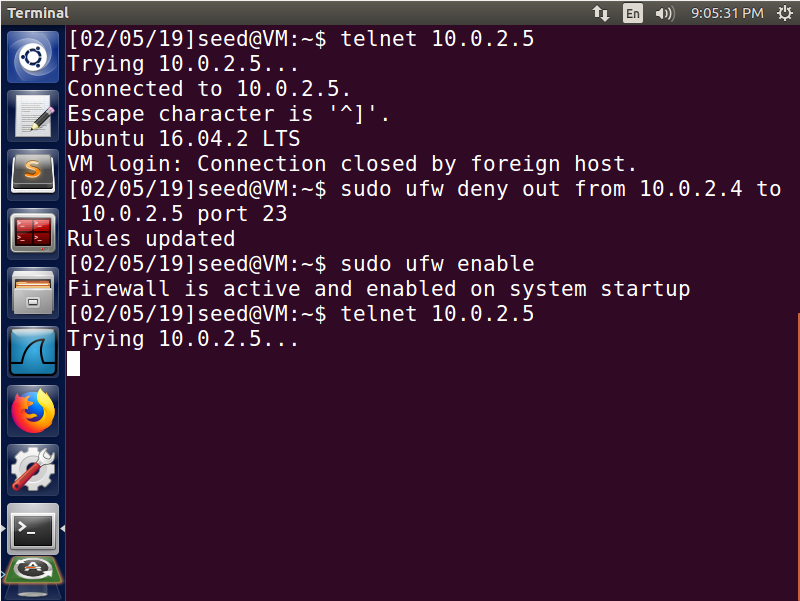 Terminal
En
9:05:31 PM
[02/05/19]seed@VM:~$ telnet 10.0.2.5
Trying 10.0.2.5...
Connected to 10.0.2.5.
Escape character is '^]'.
Ubuntu 16.04.2 LTS
VM login: Connection closed by foreign host.
[02/05/19]seed@VM:~$ sudo ufw deny out from 10.0.2.4 to
 10.0.2.5 port 23
Rules updated
[02/05/19]seed@VM:~$ sudo ufw enable
Firewall is active and enabled on system startup
[02/05/19]seed@VM:~$ telnet 10.0.2.5
Trying 10.0.2.5...